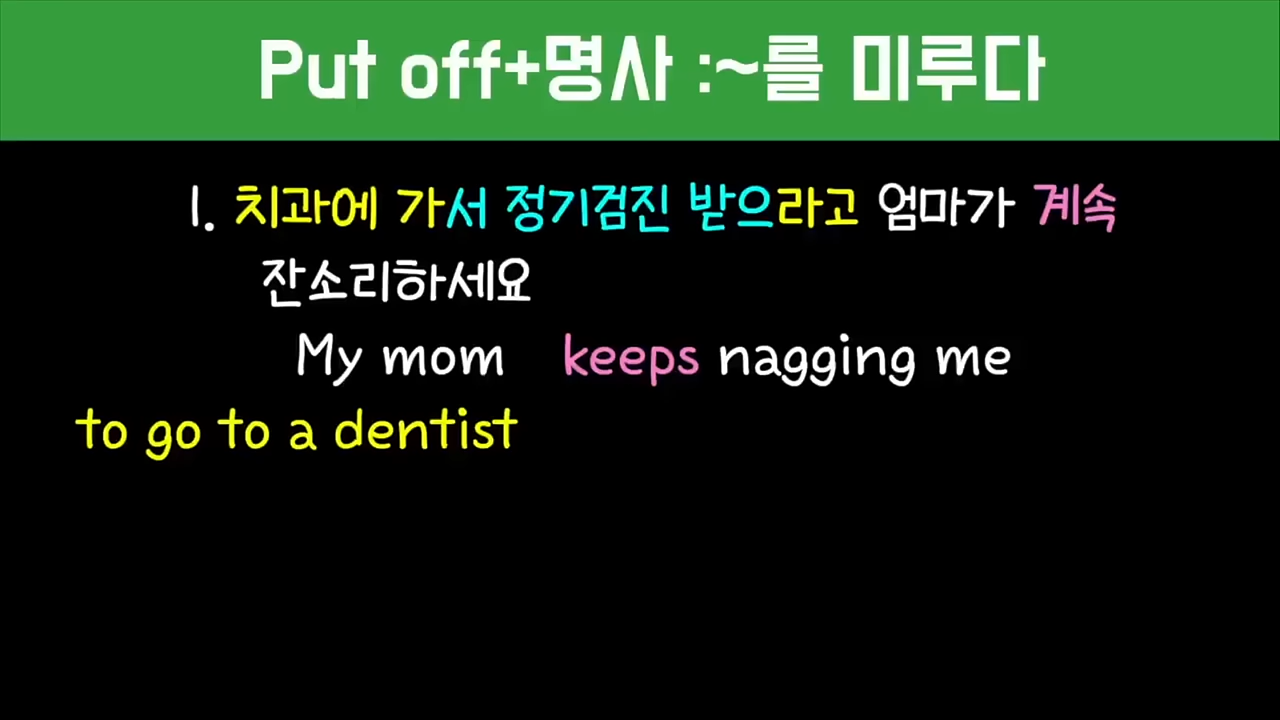 Put off+명사 :~를 미루다
1. 치과에 가서 정기검진 받으라고 엄마가 계속
잔소리하세요
My mom keeps nagging me
to go to a dentist